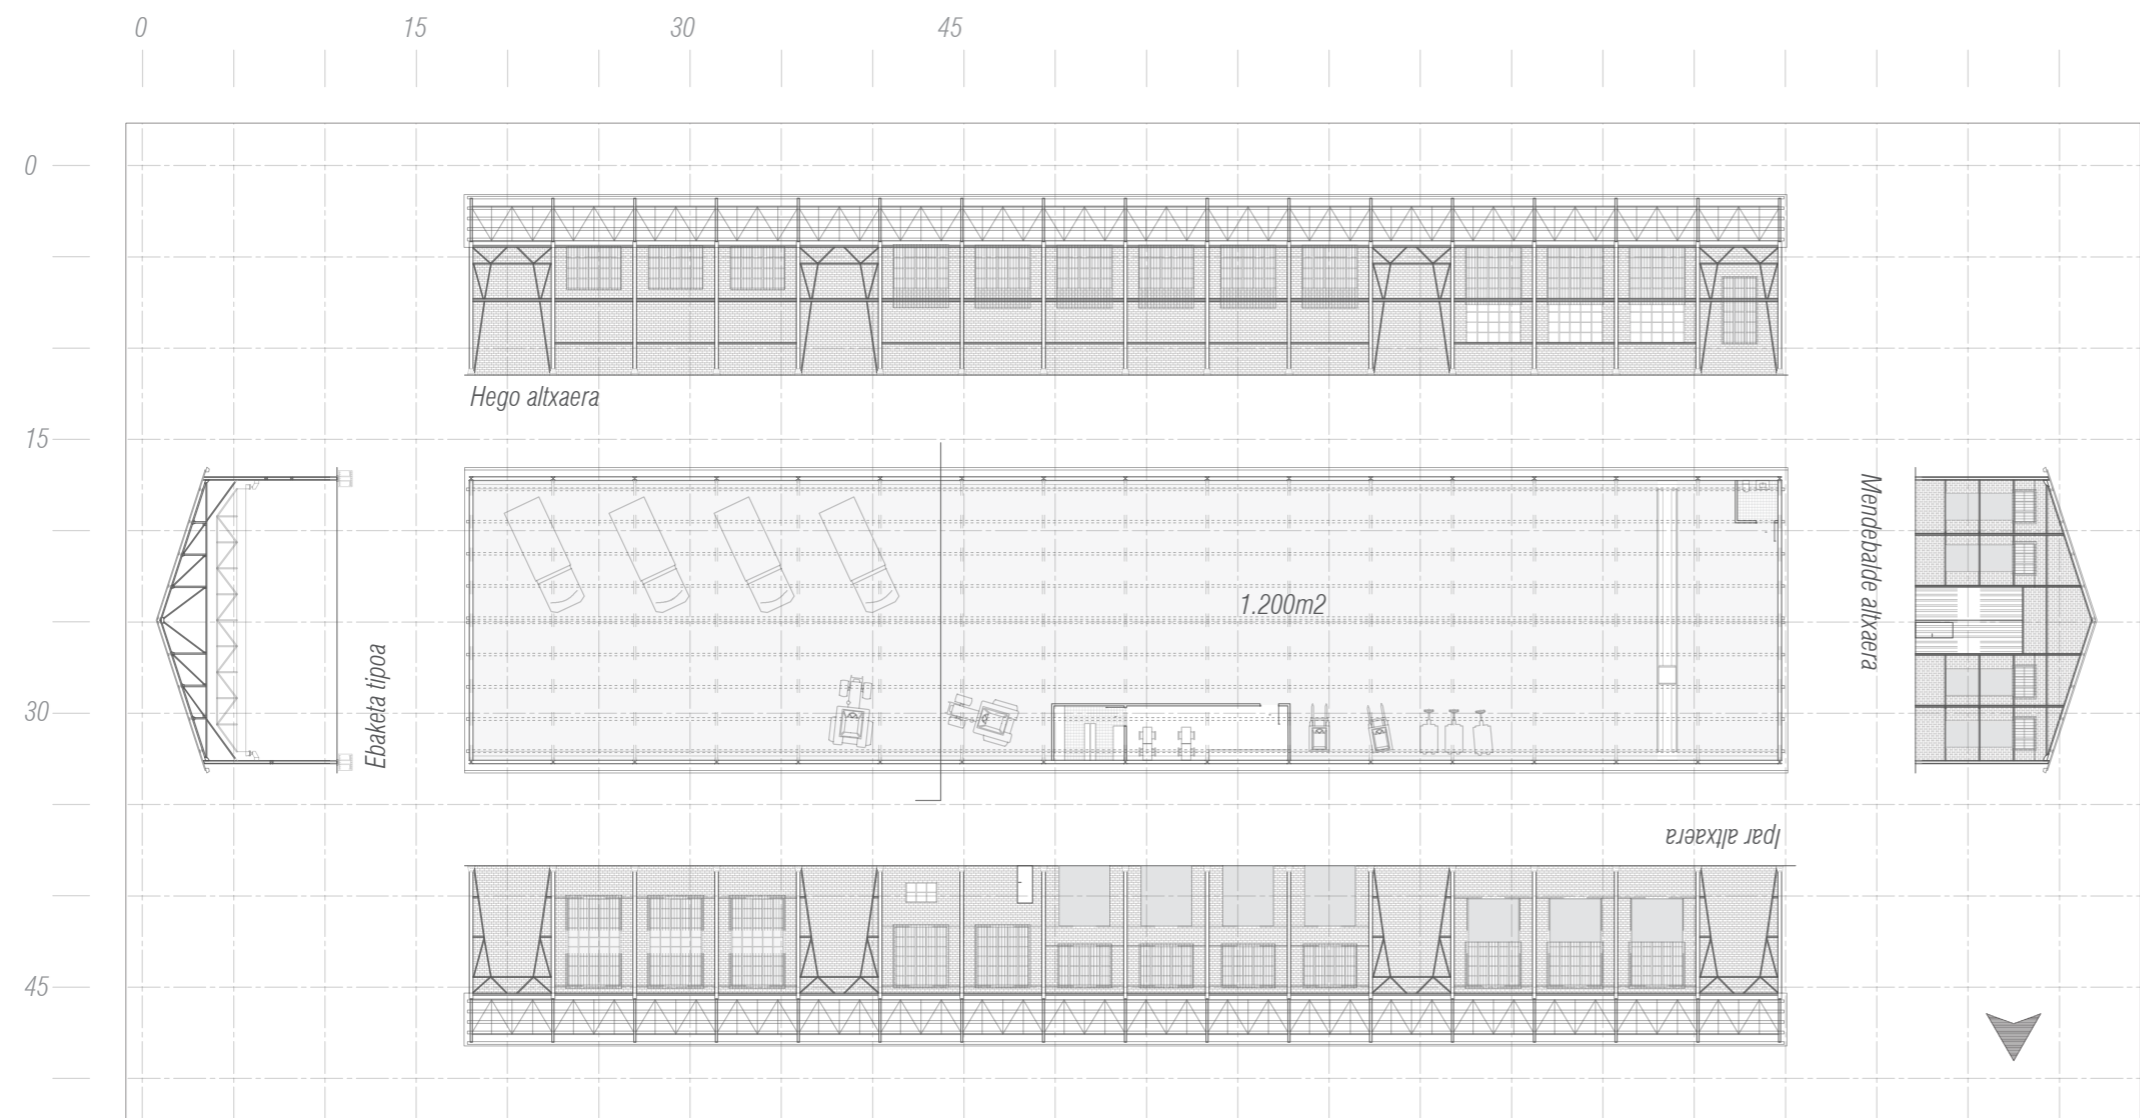 0
15
30
45
0
15
30
45
Hego altxaera
Ebaketa tipoa
1.200m2
Mendebalde altxaera
Ipar altxaera